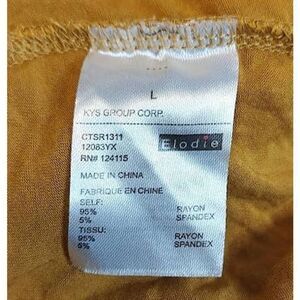 L
KYS GROUP CORP.
CTSR1311
12083YX
RN# 124115
Elodie
MADE IN CHINA
FABRIQUE EN CHINE
SELF:
95% RAYON
5% SPANDEX
TISSU:
95% RAYON
5% SPANDEX